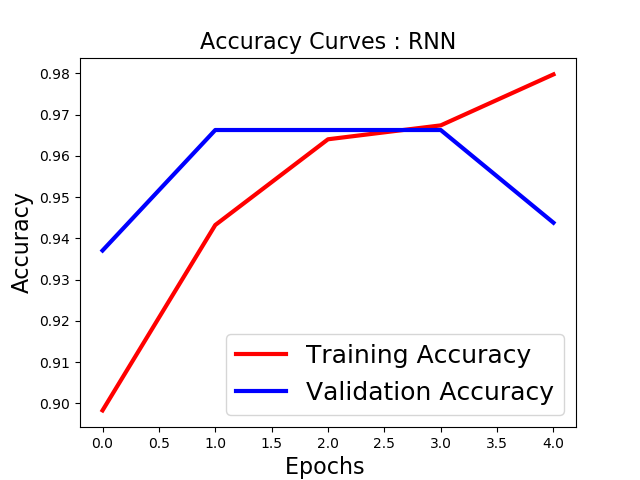 Accuracy Curves : RNN
Accuracy
0.98
0.97
0.96
0.95
0.94
0.93
0.92
0.91
0.90
Training Accuracy
Validation Accuracy
0.0 0.5 1.0 1.5 2.0 2.5 3.0 3.5 4.0
Epochs